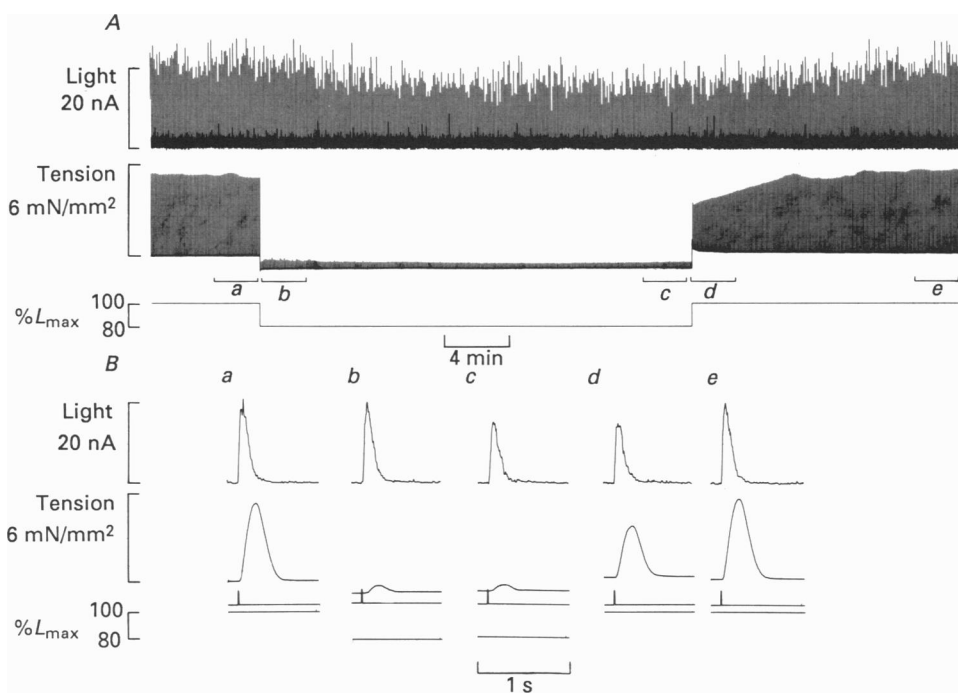 A
Light
20 nA
Tension
6 mN/mm²
a b c d e
%Lmax
100
80
4 min
B
a b c d e
Light
20 nA
Tension
6 mN/mm²
%Lmax
100
80
1 s